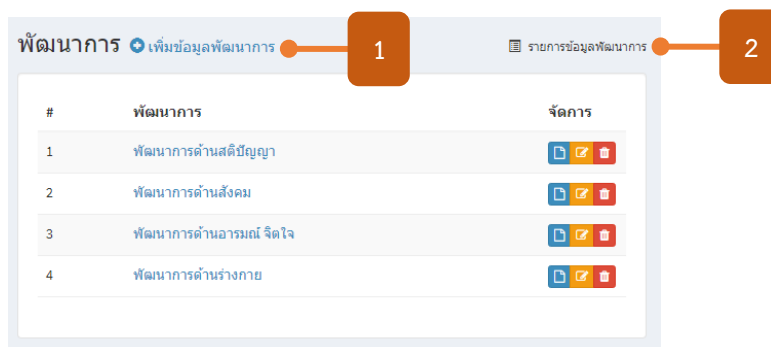 พัฒนาการ เพิ่มข้อมูลพัฒนาการ 1 รายการข้อมูลพัฒนาการ 2
# พัฒนาการ จัดการ
1 พัฒนาการด้านสติปัญญา
2 พัฒนาการด้านสังคม
3 พัฒนาการด้านอารมณ์ จิตใจ
4 พัฒนาการด้านร่างกาย